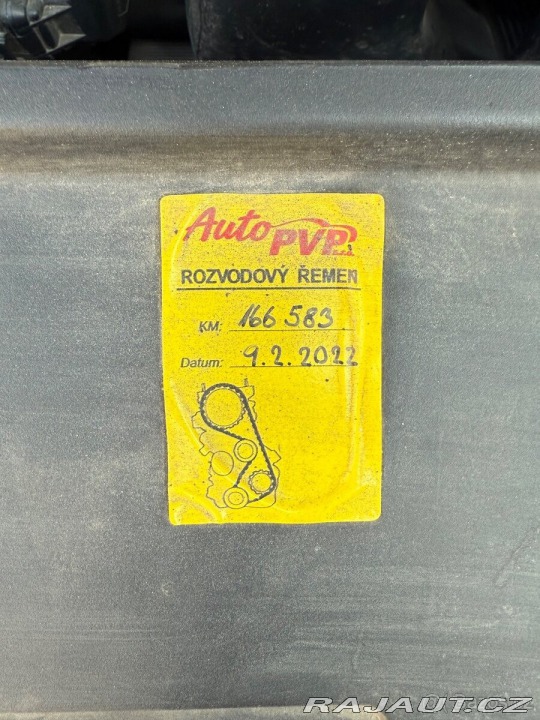 Auto PVP
ROZVODOVÝ ŘEMEN
KM: 166 583
Datum: 9.2.2022
RAJAUT.CZ